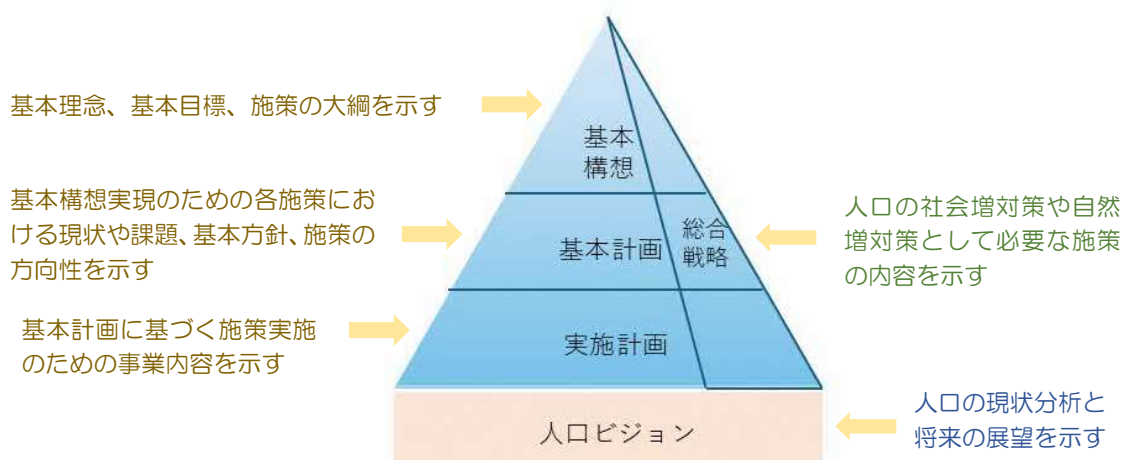 基本理念、基本目標、施策の大綱を示す
基本
構想
基本構想実現のための各施策にお
ける現状や課題、基本方針、施策の
方向性を示す
基本計画
総合
戦略
人口の社会増対策や自然
増対策として必要な施策
の内容を示す
基本計画に基づく施策実施
のための事業内容を示す
実施計画
人口ビジョン
人口の現状分析と
将来の展望を示す